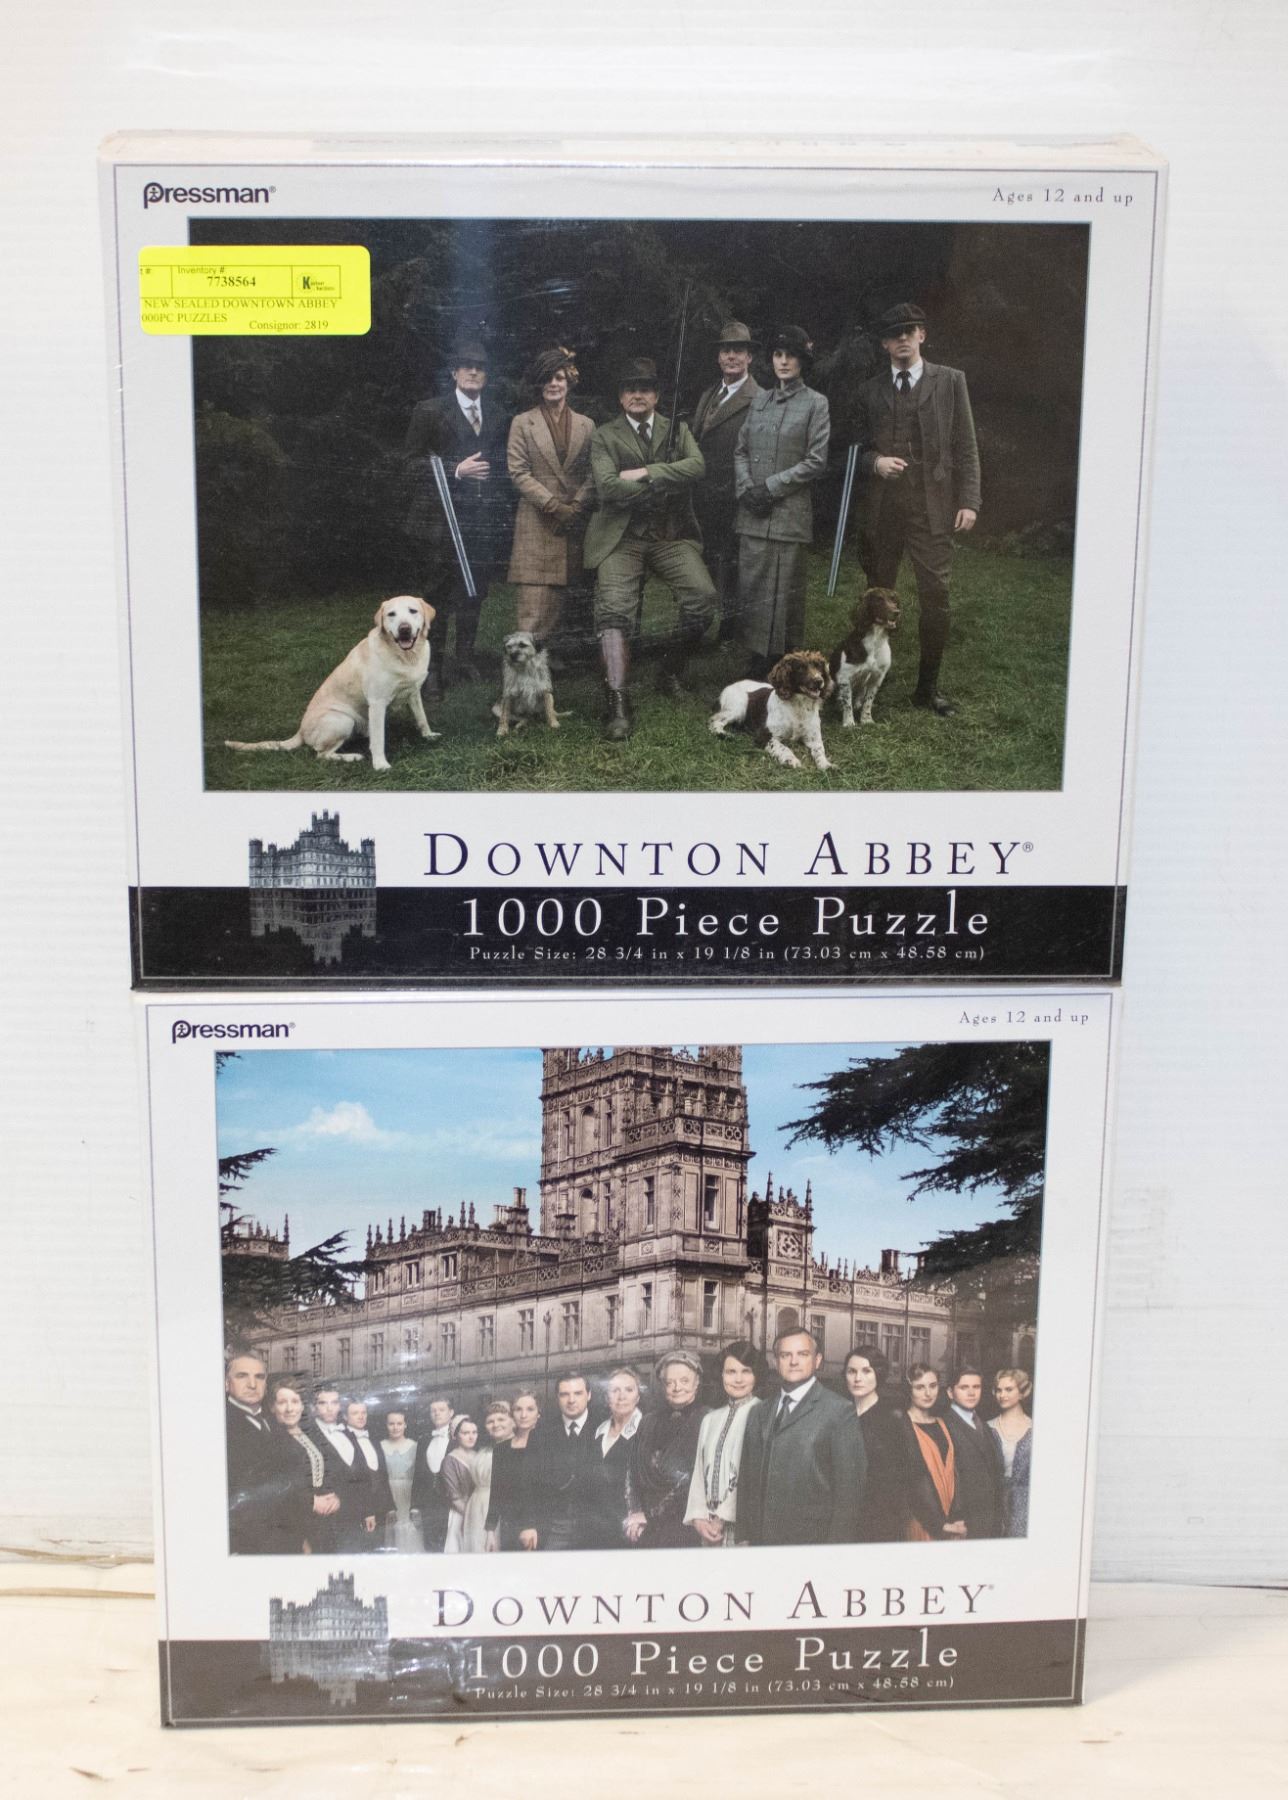 pressman®
Ages 12 and up
t #:
Inventory #:
7738564
NEW SEALED DOWNTOWN ABBEY
000PC PUZZLES
Consignor: 2819
DOWNTON ABBEY®
1000 Piece Puzzle
Puzzle Size: 28 3/4 in x 19 1/8 in (73.03 cm x 48.58 cm)
pressman®
Ages 12 and up
DOWNTON ABBEY®
1000 Piece Puzzle
Puzzle Size: 28 3/4 in x 19 1/8 in (73.03 cm x 48.58 cm)